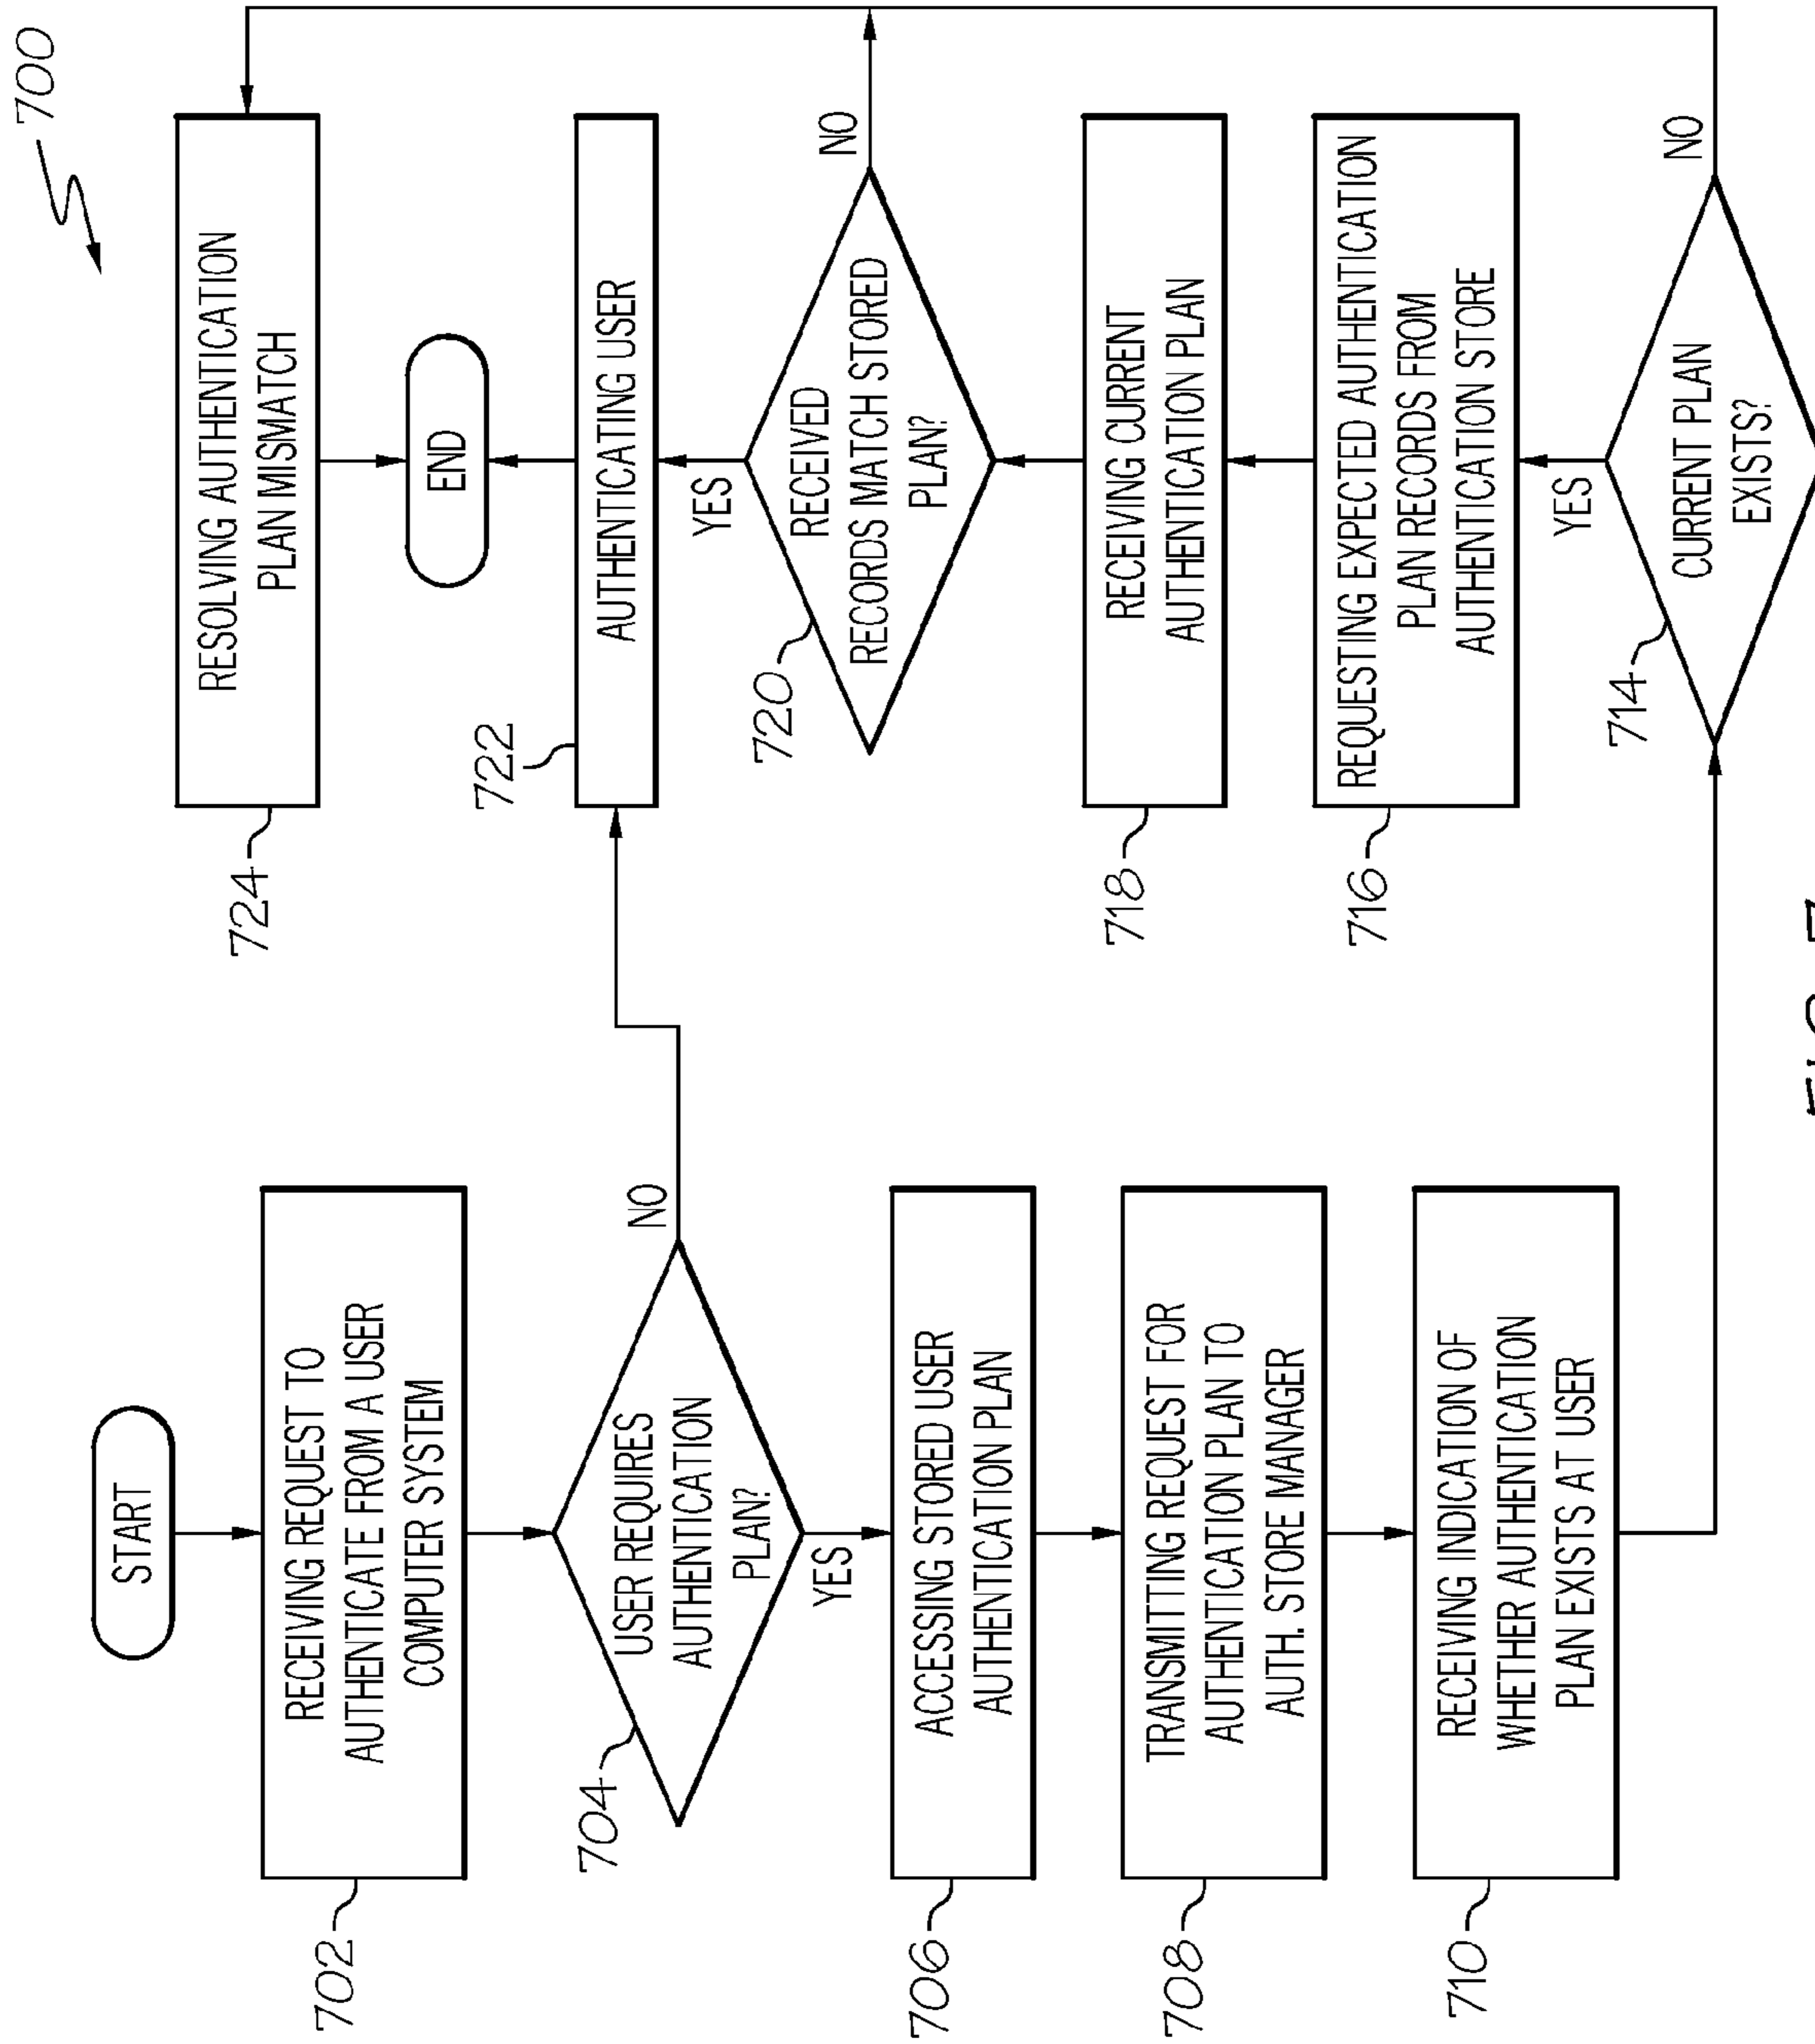 700
START
702
RECEIVING REQUEST TO
AUTHENTICATE FROM A USER
COMPUTER SYSTEM
704
USER REQUIRES
AUTHENTICATION
PLAN?
NO
YES
706
ACCESSING STORED USER
AUTHENTICATION PLAN
708
TRANSMITTING REQUEST FOR
AUTHENTICATION PLAN TO
AUTH. STORE MANAGER
710
RECEIVING INDICATION OF
WHETHER AUTHENTICATION
PLAN EXISTS AT USER
724
RESOLVING AUTHENTICATION
PLAN MISMATCH
END
722
AUTHENTICATING USER
YES
720
RECEIVED
RECORDS MATCH STORED
PLAN?
NO
718
RECEIVING CURRENT
AUTHENTICATION PLAN
716
REQUESTING EXPECTED AUTHENTICATION
PLAN RECORDS FROM
AUTHENTICATION STORE
YES
714
CURRENT PLAN
EXISTS?
NO